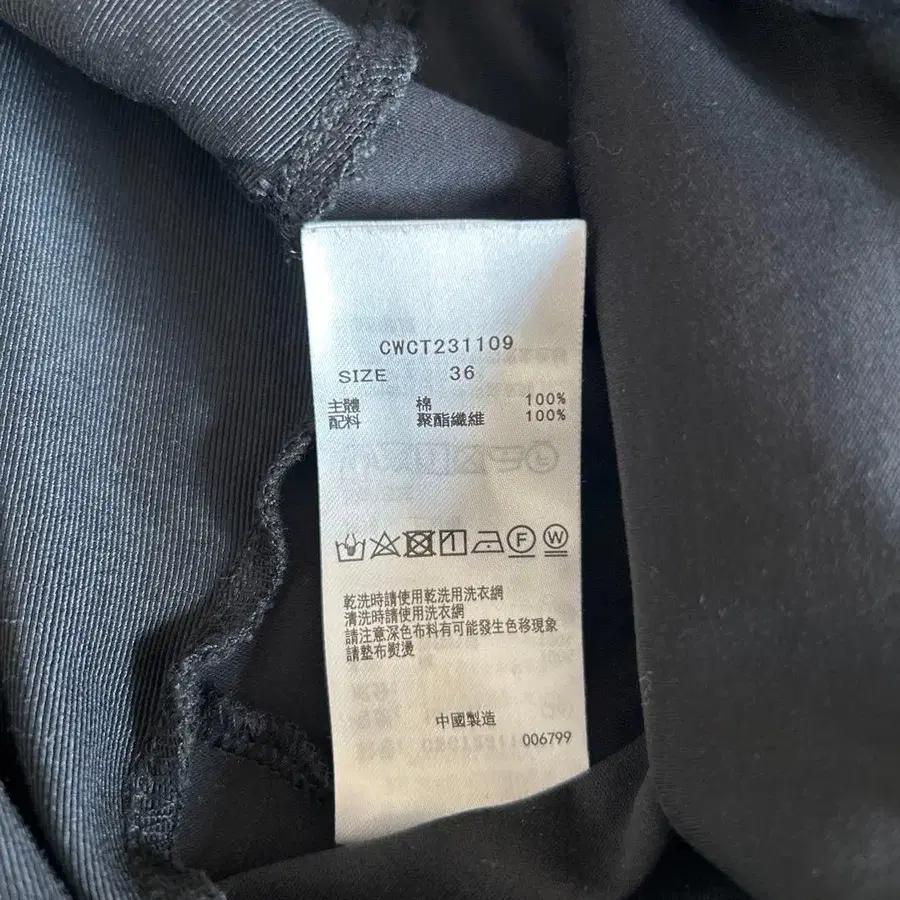 CWCT231109
SIZE 36
主體 棉 100%
配料 聚酯纖維 100%
F W
乾洗時請使用乾洗用洗衣網
清洗時請使用洗衣網
請注意深色布料有可能發生色移現象
請墊布熨燙
中國製造
006799